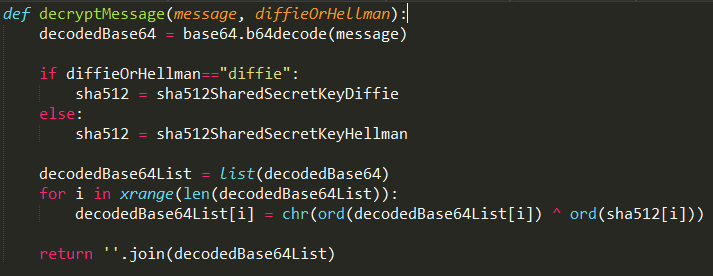 def decryptMessage(message, diffieOrHellman):
    decodedBase64 = base64.b64decode(message)

    if diffieOrHellman=="diffie":
        sha512 = sha512SharedSecretKeyDiffie
    else:
        sha512 = sha512SharedSecretKeyHellman

    decodedBase64List = list(decodedBase64)
    for i in xrange(len(decodedBase64List)):
        decodedBase64List[i] = chr(ord(decodedBase64List[i]) ^ ord(sha512[i]))

    return ''.join(decodedBase64List)